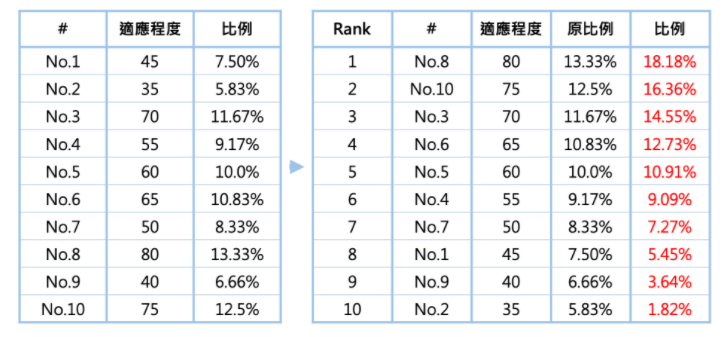 # 適應程度 比例
No.1 45 7.50%
No.2 35 5.83%
No.3 70 11.67%
No.4 55 9.17%
No.5 60 10.0%
No.6 65 10.83%
No.7 50 8.33%
No.8 80 13.33%
No.9 40 6.66%
No.10 75 12.5%
Rank # 適應程度 原比例 比例
1 No.8 80 13.33% 18.18%
2 No.10 75 12.5% 16.36%
3 No.3 70 11.67% 14.55%
4 No.6 65 10.83% 12.73%
5 No.5 60 10.0% 10.91%
6 No.4 55 9.17% 9.09%
7 No.7 50 8.33% 7.27%
8 No.1 45 7.50% 5.45%
9 No.9 40 6.66% 3.64%
10 No.2 35 5.83% 1.82%